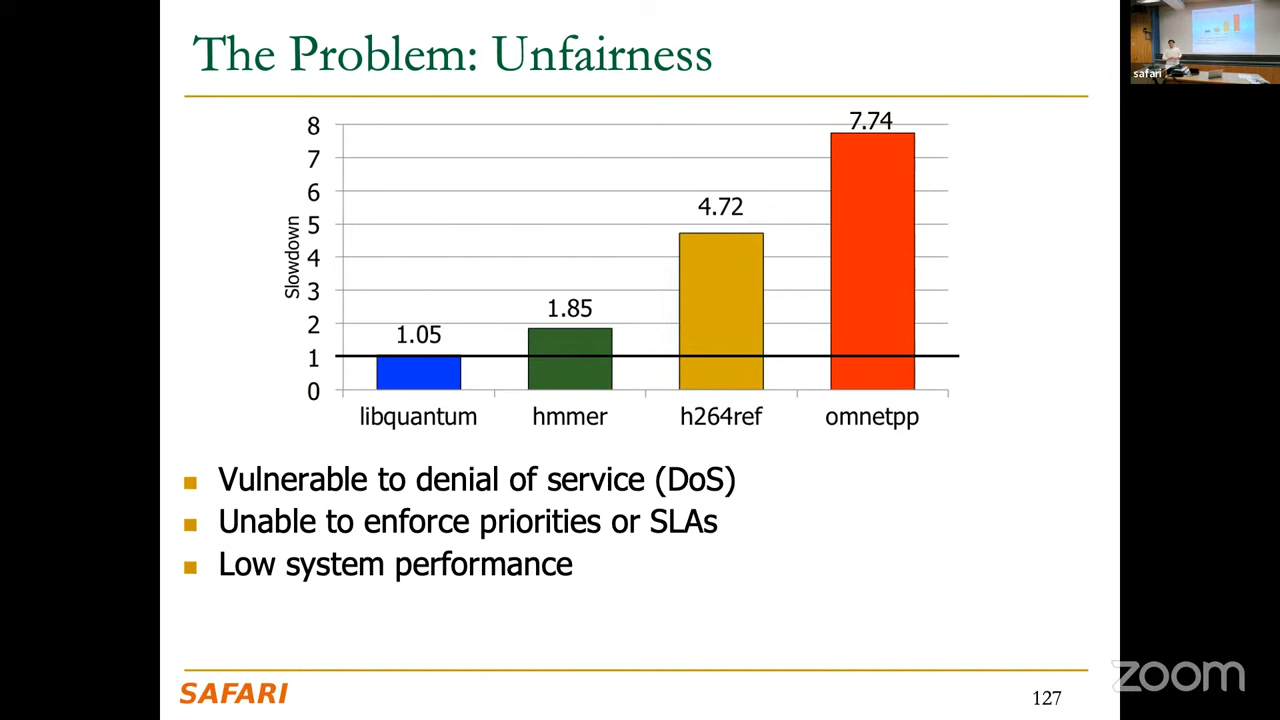 The Problem: Unfairness
safari
8
7
6
5
4
3
2
1
0
Slowdown
1.05
1.85
4.72
7.74
libquantum
hmmer
h264ref
omnetpp
Vulnerable to denial of service (DoS)
Unable to enforce priorities or SLAs
Low system performance
SAFARI
127
zoom